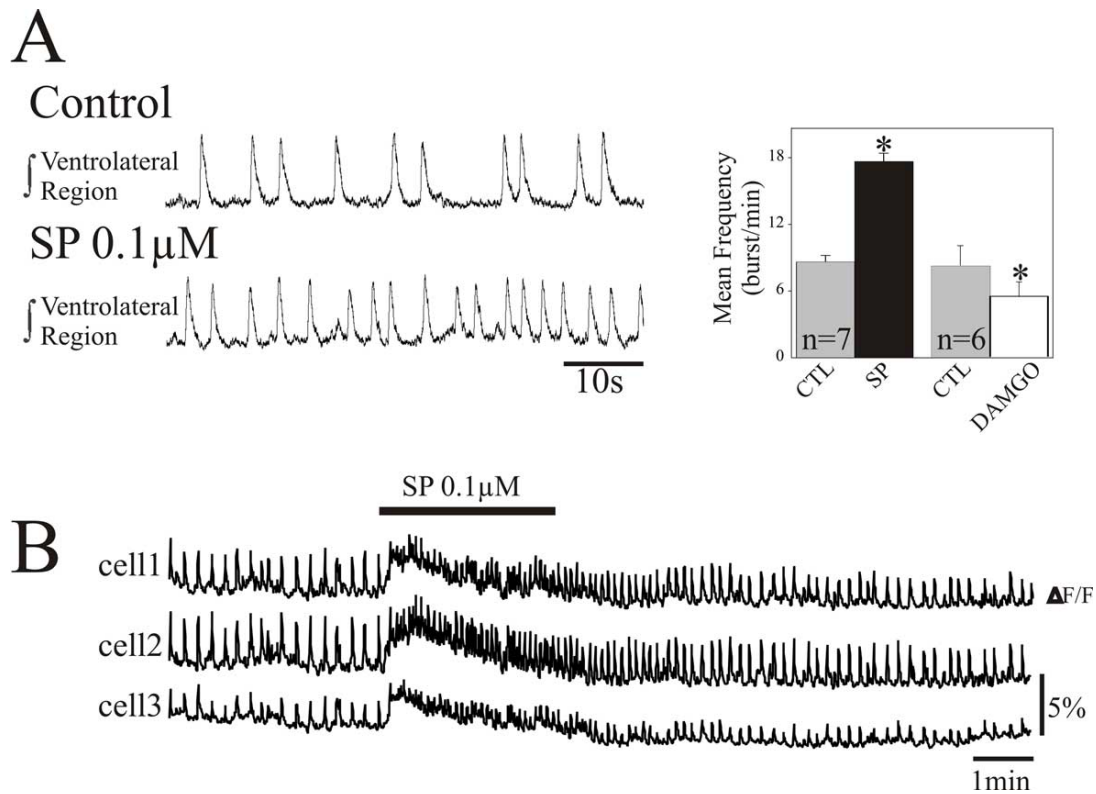 A
Control
∫ Ventrolateral
Region
SP 0.1µM
∫ Ventrolateral
Region
10s
Mean Frequency
(burst/min)
18
12
6
0
n=7
n=6
*
*
CTL
SP
CTL
DAMGO
B
SP 0.1µM
cell1
cell2
cell3
ΔF/F
5%
1min